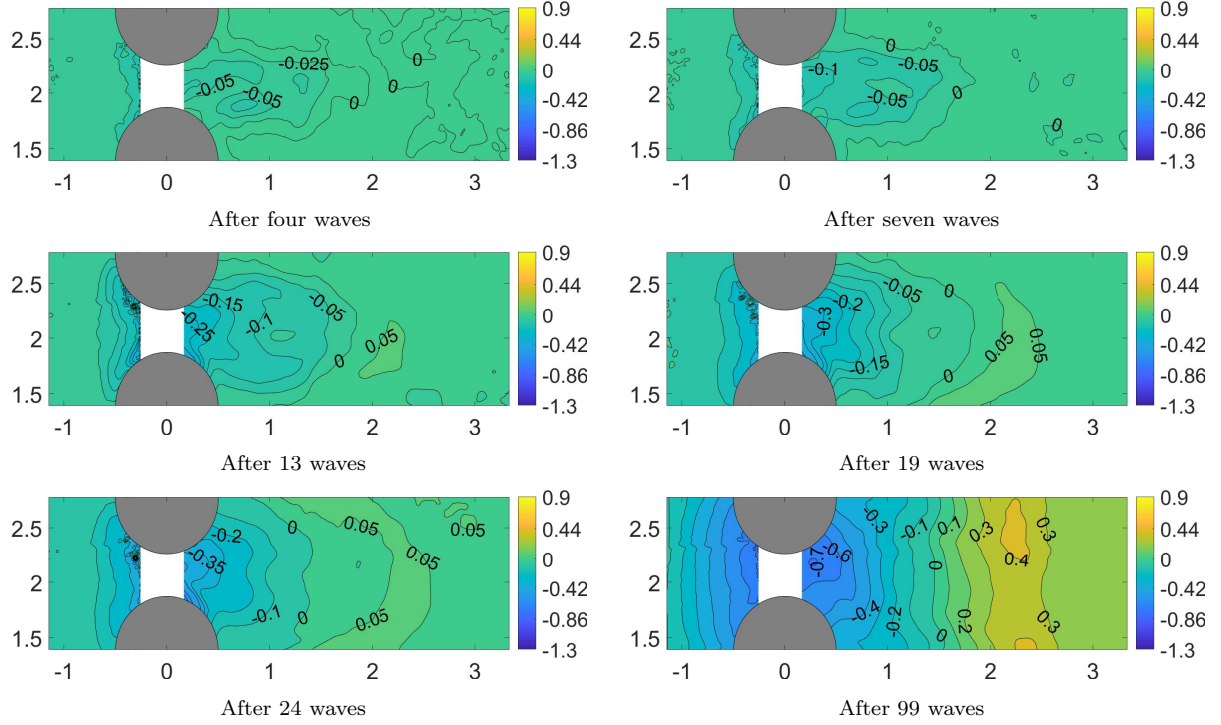 2.5 2 1.5
-0.05 -0.05 -0.025 0 0 0
0.9 0.44 0 -0.42 -0.86 -1.3
-1 0 1 2 3
After four waves
2.5 2 1.5
-0.1 -0.05 -0.05 0 0 0
0.9 0.44 0 -0.42 -0.86 -1.3
-1 0 1 2 3
After seven waves
2.5 2 1.5
-0.15 -0.25 -0.1 -0.05 0 0.05
0.9 0.44 0 -0.42 -0.86 -1.3
-1 0 1 2 3
After 13 waves
2.5 2 1.5
-0.3 -0.2 -0.15 -0.05 0 0 0.05 0.05
0.9 0.44 0 -0.42 -0.86 -1.3
-1 0 1 2 3
After 19 waves
2.5 2 1.5
-0.2 -0.35 -0.1 0 0 0.05 0.05 0.05 0.05
0.9 0.44 0 -0.42 -0.86 -1.3
-1 0 1 2 3
After 24 waves
2.5 2 1.5
-0.7 -0.6 -0.3 -0.4 -0.1 -0.2 0.1 0 0 0.3 0.2 0.4 0.3 0.3
0.9 0.44 0 -0.42 -0.86 -1.3
-1 0 1 2 3
After 99 waves